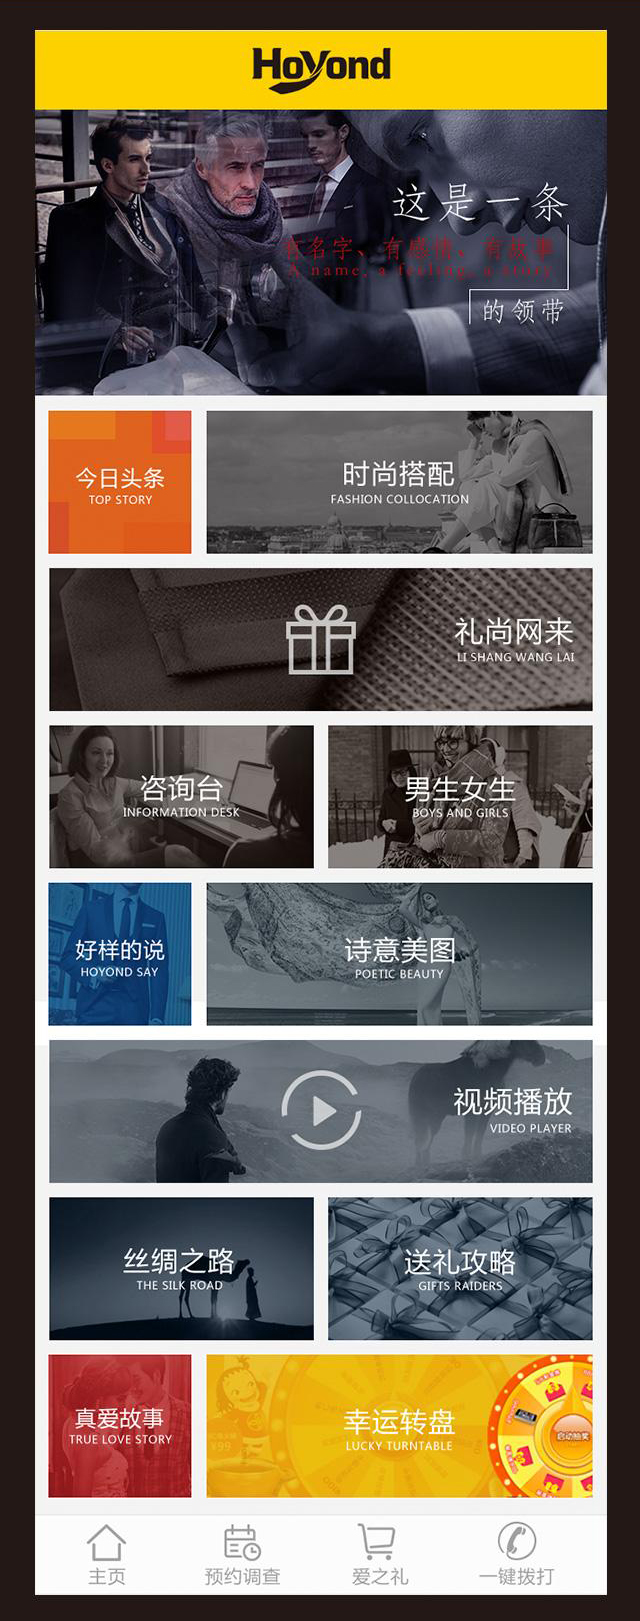 HoYond
这是一条
有名字、有感情、有故事
A name, a feeling, a story
的领带
今日头条
TOP STORY
时尚搭配
FASHION COLLOCATION
礼尚网来
LI SHANG WANG LAI
咨询台
INFORMATION DESK
男生女生
BOYS AND GIRLS
好样的说
HOYOND SAY
诗意美图
POETIC BEAUTY
视频播放
VIDEO PLAYER
丝绸之路
THE SILK ROAD
送礼攻略
GIFTS RAIDERS
真爱故事
TRUE LOVE STORY
幸运转盘
LUCKY TURNTABLE
启动抽奖
主页
预约调查
爱之礼
一键拨打